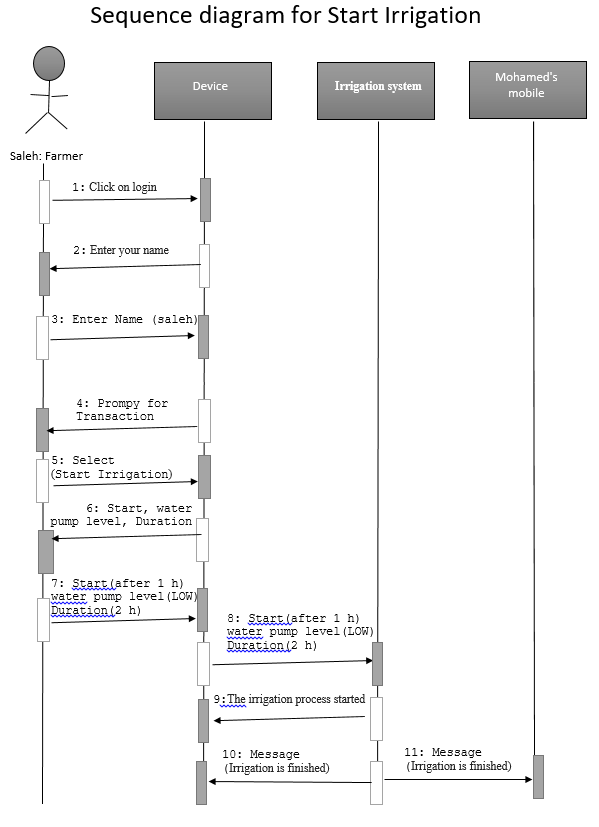 Sequence diagram for Start Irrigation
Device
Irrigation system
Mohamed's
mobile
Saleh: Farmer
1: Click on login
2: Enter your name
3: Enter Name (saleh)
4: Prompy for
Transaction
5: Select
(Start Irrigation)
6: Start, water
pump level, Duration
7: Start(after 1 h)
water pump level(LOW)
Duration(2 h)
8: Start(after 1 h)
water pump level(LOW)
Duration(2 h)
9:The irrigation process started
10: Message
(Irrigation is finished)
11: Message
(Irrigation is finished)